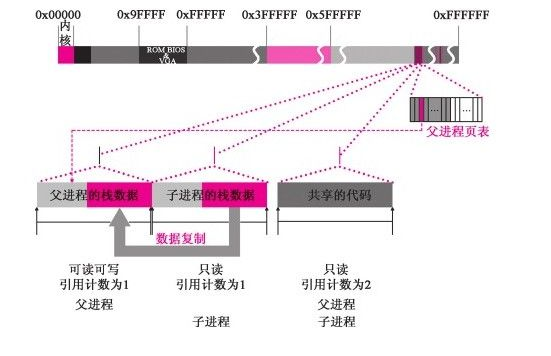 0x00000 0x9FFFF 0xFFFFF 0x3FFFFF 0x5FFFFF 0xFFFFFF
内核
ROM BIOS
&
VGA
... ...
父进程页表
父进程的栈数据 子进程的栈数据 共享的代码
数据复制
可读可写 只读 只读
引用计数为1 引用计数为1 引用计数为2
父进程 父进程
子进程 子进程